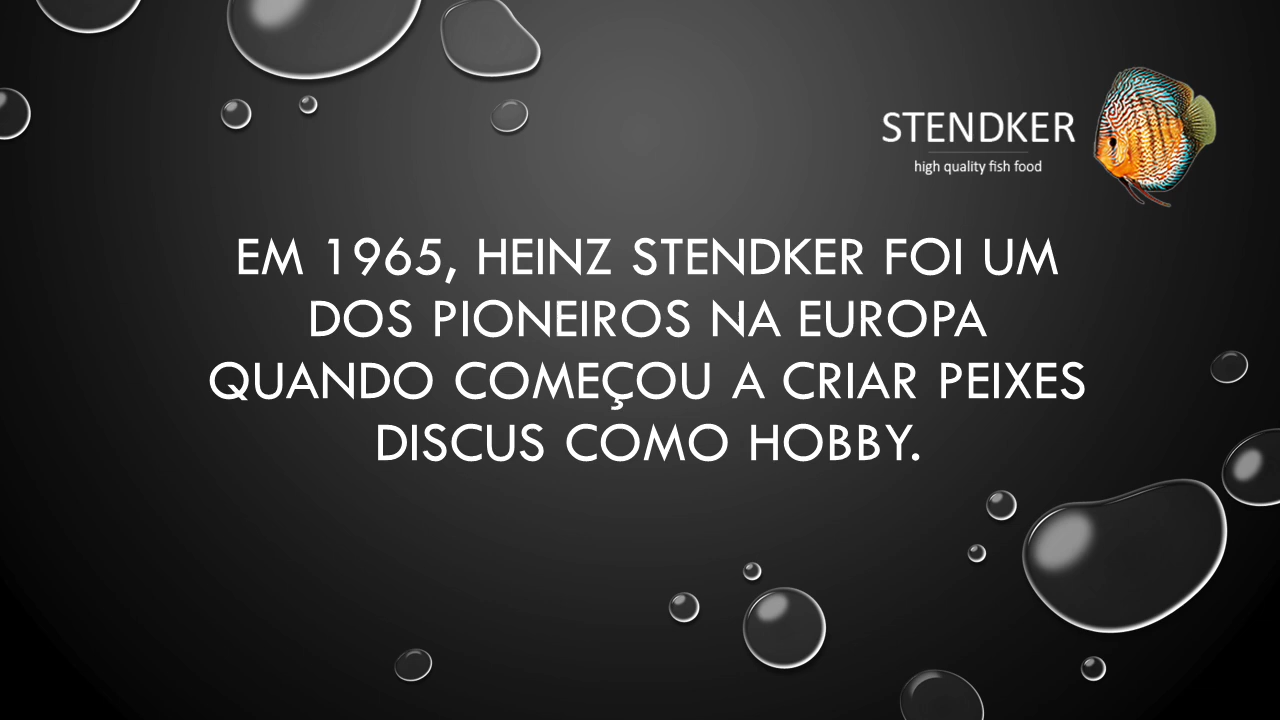 STENDKER
high quality fish food
EM 1965, HEINZ STENDKER FOI UM
DOS PIONEIROS NA EUROPA
QUANDO COMEÇOU A CRIAR PEIXES
DISCUS COMO HOBBY.